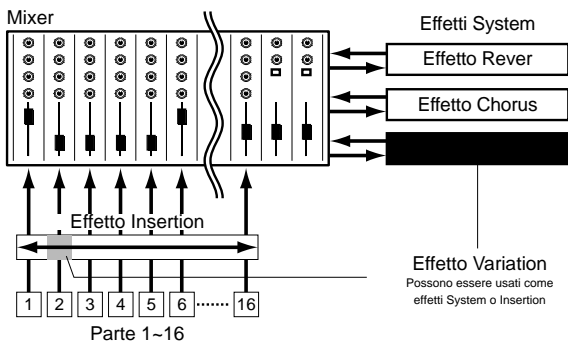 Mixer
Effetti System
Effetto Rever
Effetto Chorus
Effetto Insertion
Effetto Variation
Possono essere usati come
effetti System o Insertion
1 2 3 4 5 6 ······· 16
Parte 1~16